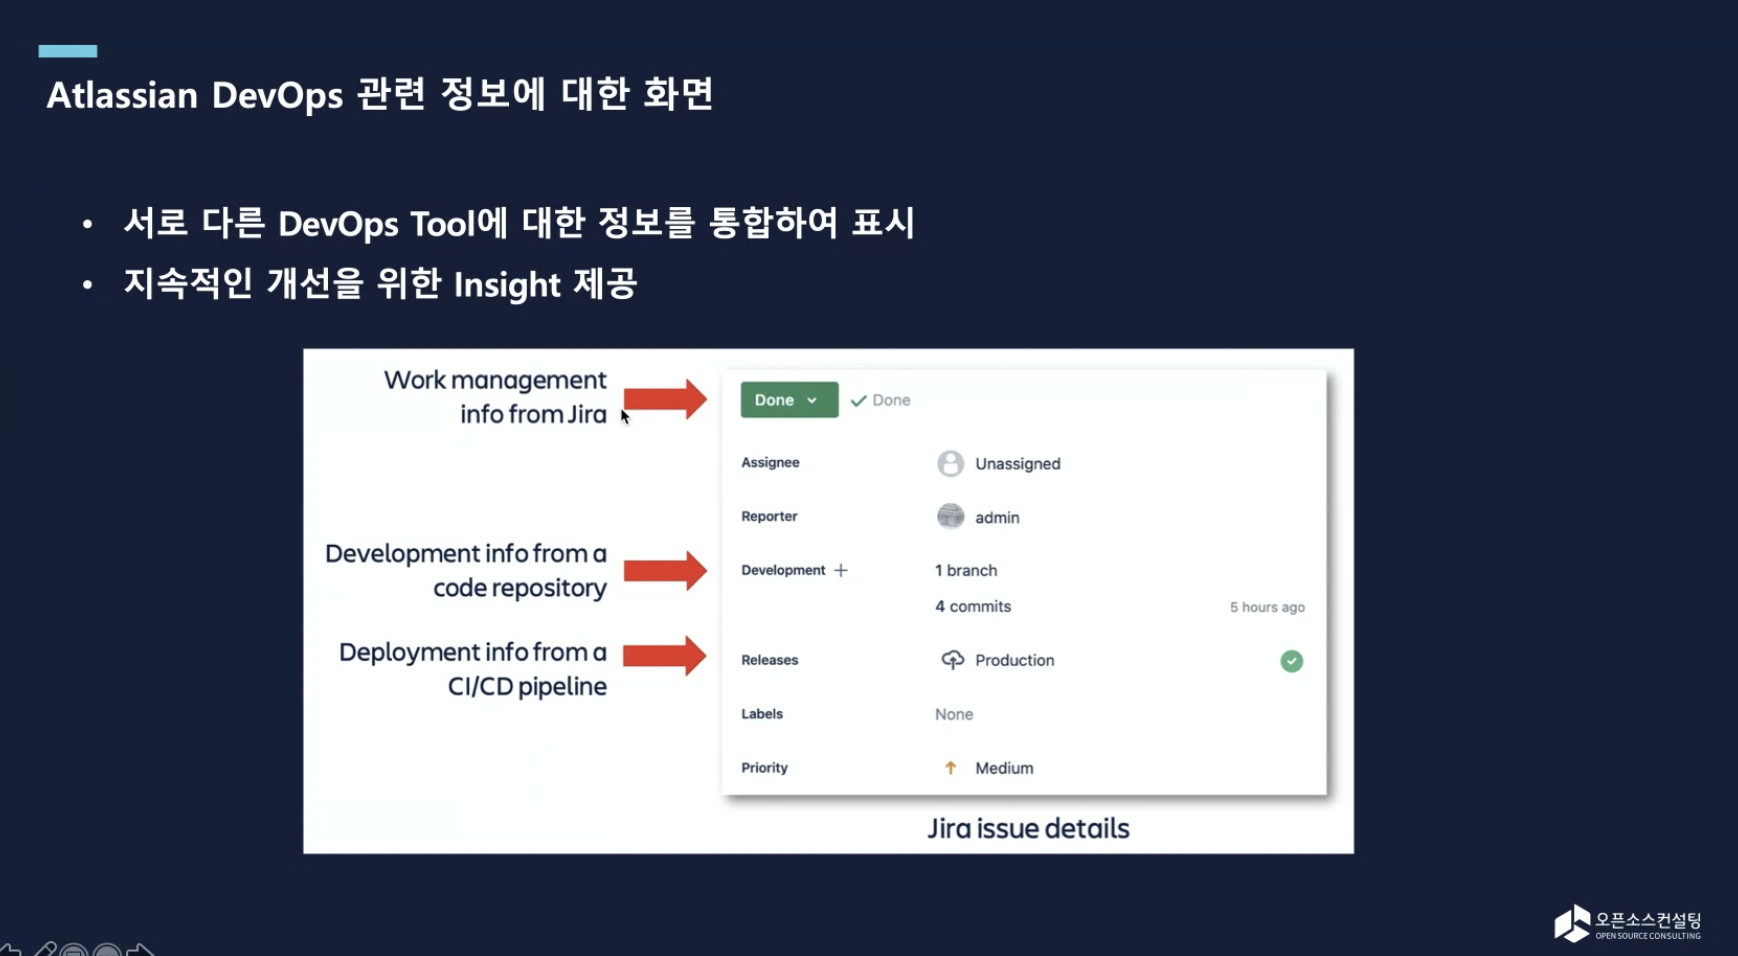 Atlassian DevOps 관련 정보에 대한 화면
• 서로 다른 DevOps Tool에 대한 정보를 통합하여 표시
• 지속적인 개선을 위한 Insight 제공
Work management
info from Jira
Done
Done
Assignee
Unassigned
Reporter
admin
Development info from a
code repository
Development +
1 branch
4 commits
5 hours ago
Deployment info from a
CI/CD pipeline
Releases
Production
Labels
None
Priority
Medium
Jira issue details
오픈소스컨설팅
OPEN SOURCE CONSULTING